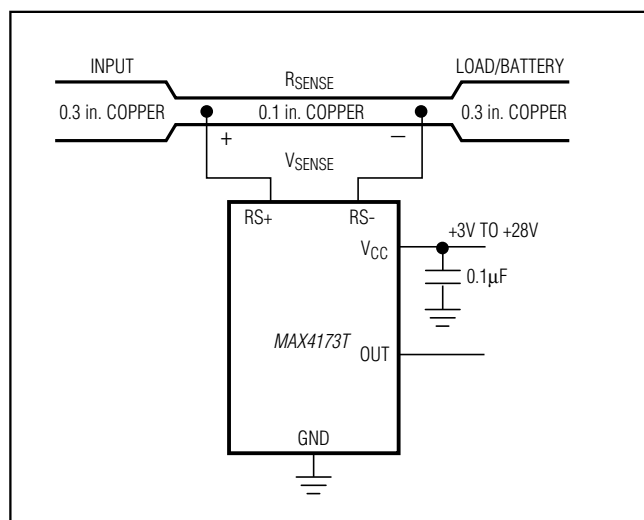 INPUT
RSENSE
LOAD/BATTERY
0.3 in. COPPER
0.1 in. COPPER
0.3 in. COPPER
+
−
VSENSE
RS+
RS-
VCC
+3V TO +28V
0.1µF
MAX4173T
OUT
GND